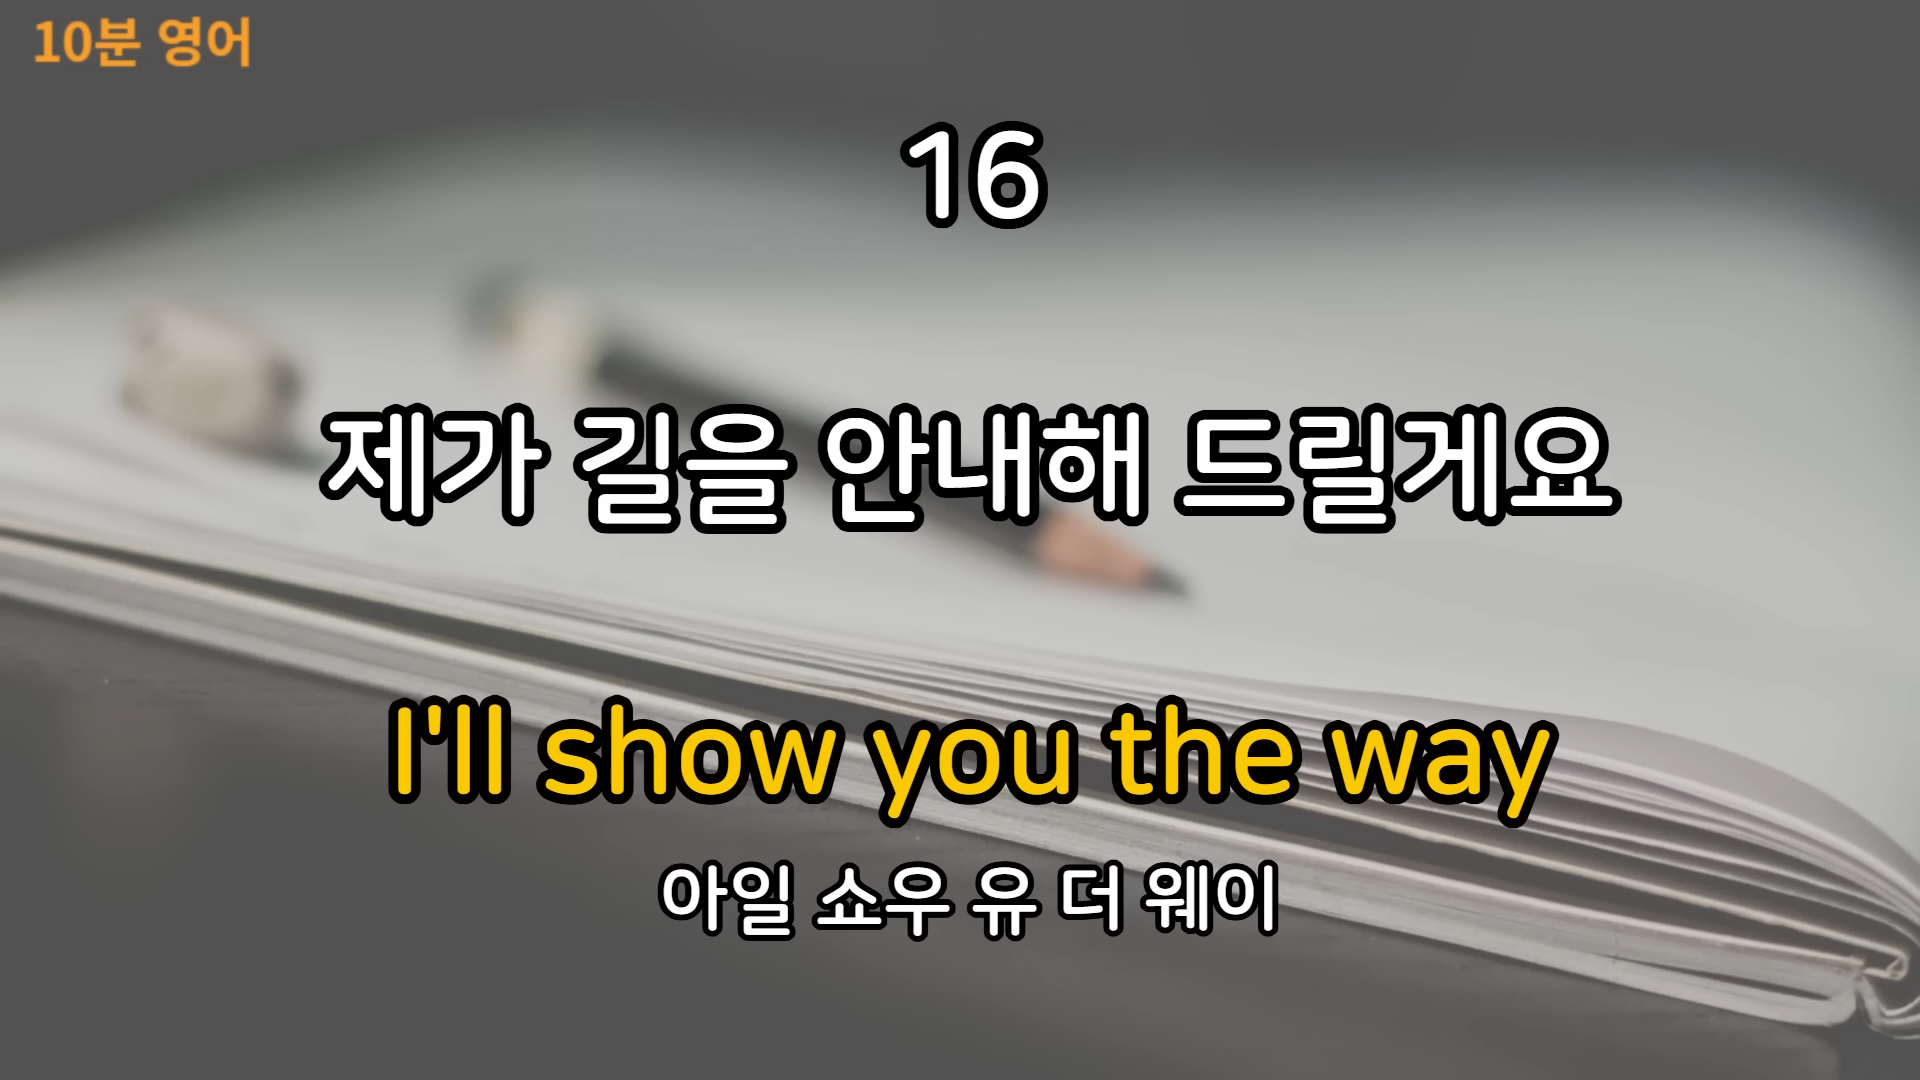 10분 영어
16
제가 길을 안내해 드릴게요
I'll show you the way
아일 쇼우 유 더 웨이